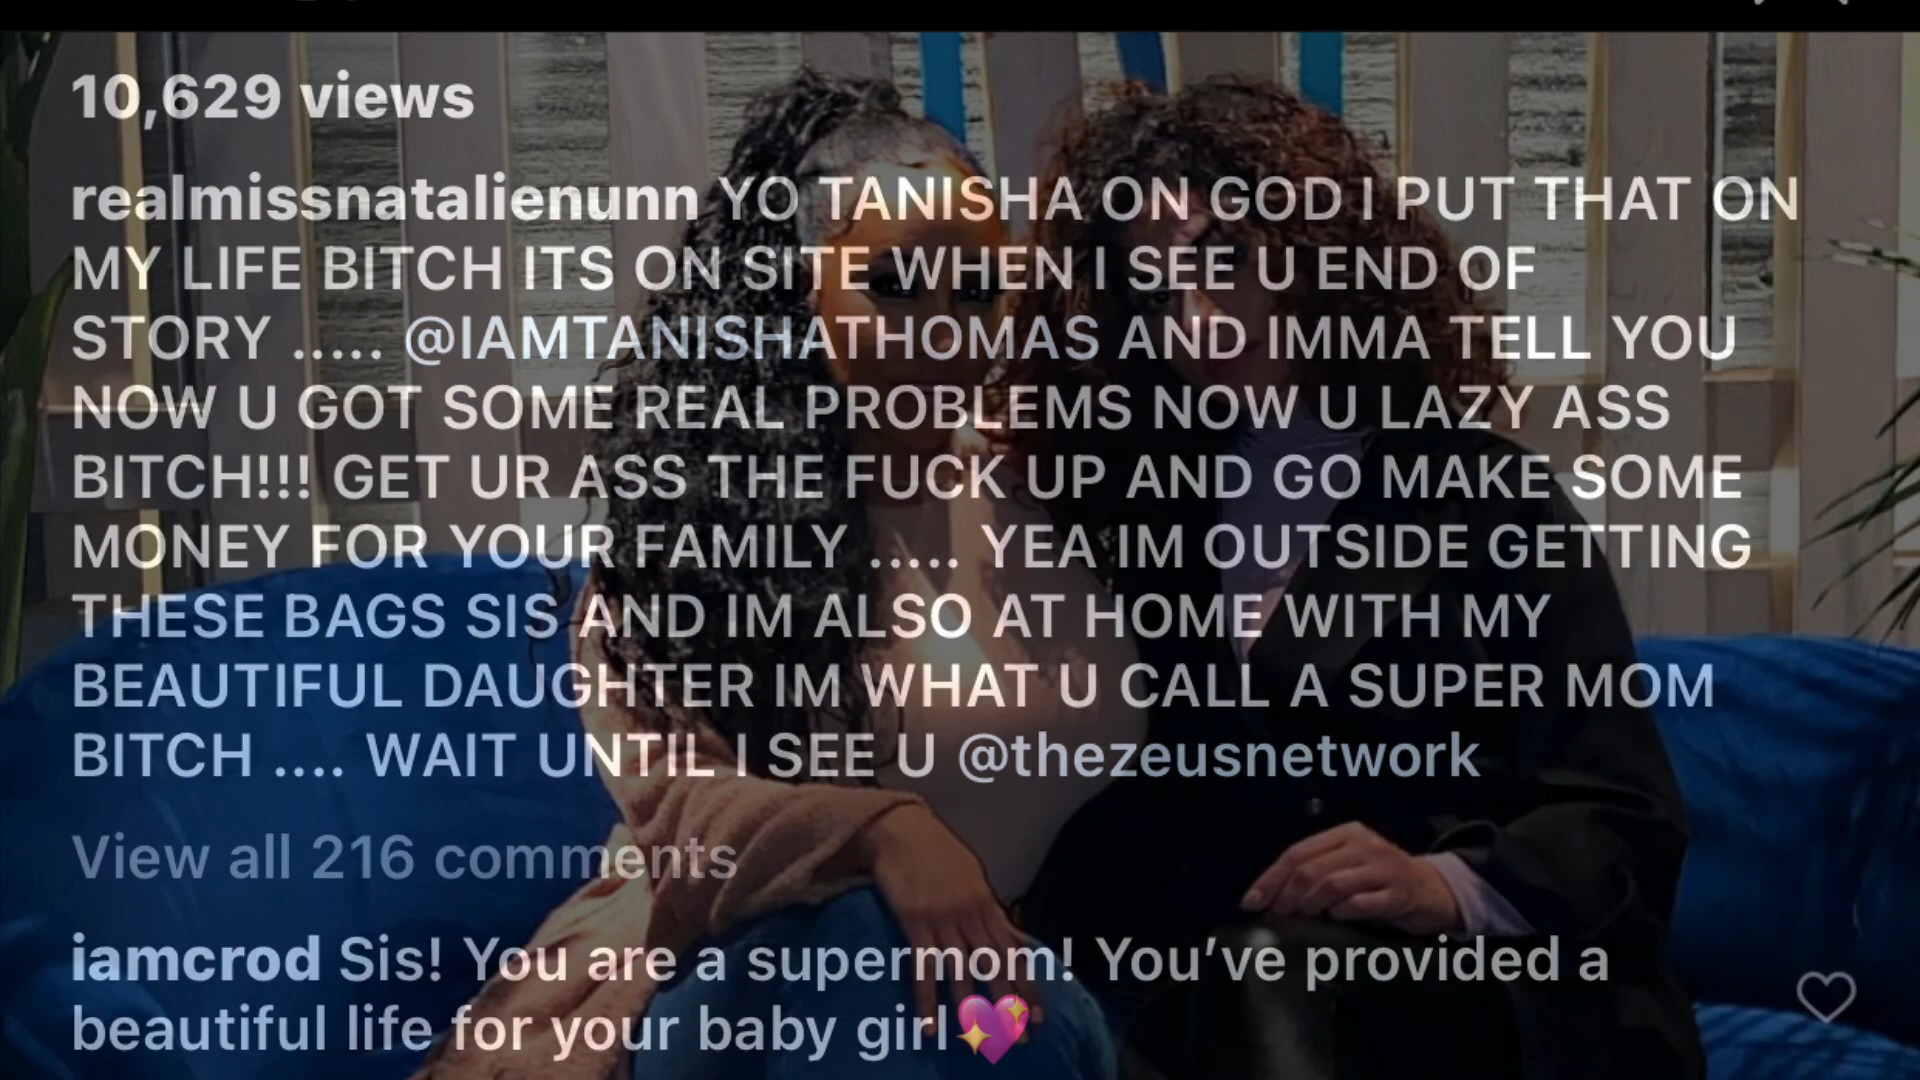 10,629 views
realmissnatalienunn YO TANISHA ON GOD I PUT THAT ON
MY LIFE BITCH ITS ON SITE WHEN I SEE U END OF
STORY ..... @IAMTANISHATHOMAS AND IMMA TELL YOU
NOW U GOT SOME REAL PROBLEMS NOW U LAZY ASS
BITCH!!! GET UR ASS THE FUCK UP AND GO MAKE SOME
MONEY FOR YOUR FAMILY ..... YEA IM OUTSIDE GETTING
THESE BAGS SIS AND IM ALSO AT HOME WITH MY
BEAUTIFUL DAUGHTER IM WHAT U CALL A SUPER MOM
BITCH .... WAIT UNTIL I SEE U @thezeusnetwork
View all 216 comments
iamcrod Sis! You are a supermom! You’ve provided a
beautiful life for your baby girl💖